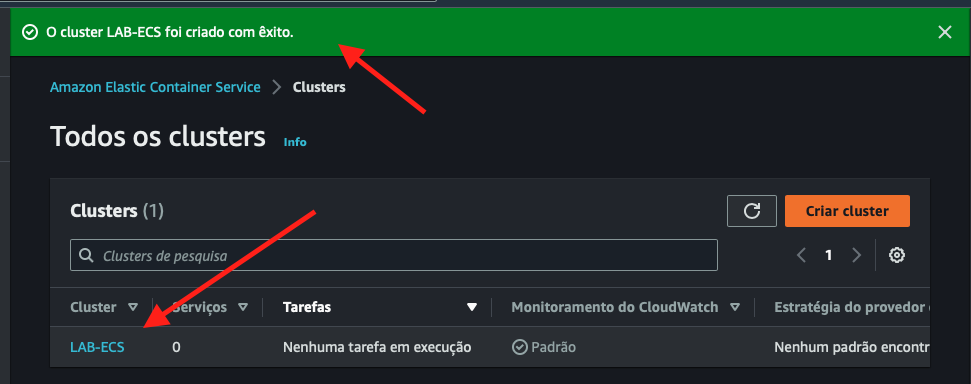 O cluster LAB-ECS foi criado com êxito.
Amazon Elastic Container Service > Clusters
Todos os clusters Info
Clusters (1)
Criar cluster
Clusters de pesquisa
1
Cluster Serviços Tarefas Monitoramento do CloudWatch Estratégia do provedor
LAB-ECS 0 Nenhuma tarefa em execução Padrão Nenhum padrão encontr